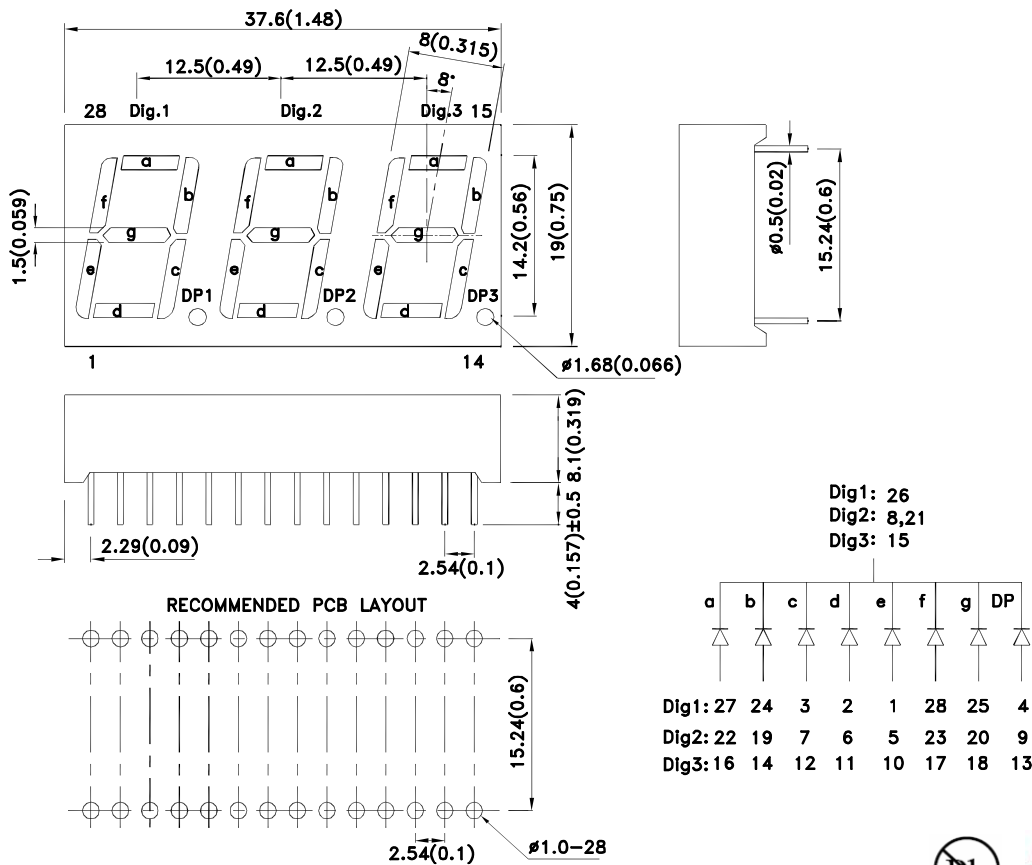 37.6(1.48)
8(0.315)
12.5(0.49) 12.5(0.49)
8°
28 Dig.1 Dig.2 Dig.3 15
a a a
f b f b f b
g g g
e c e c e c
d d d
DP1 DP2 DP3
1.5(0.059)
14.2(0.56)
19(0.75)
ø0.5(0.02)
15.24(0.6)
1 14
ø1.68(0.066)
8.1(0.319)
4(0.157)±0.5
2.29(0.09)
2.54(0.1)
RECOMMENDED PCB LAYOUT
15.24(0.6)
2.54(0.1)
ø1.0-28
Dig1: 26
Dig2: 8,21
Dig3: 15
a b c d e f g DP
Dig1: 27 24 3 2 1 28 25 4
Dig2: 22 19 7 6 5 23 20 9
Dig3: 16 14 12 11 10 17 18 13